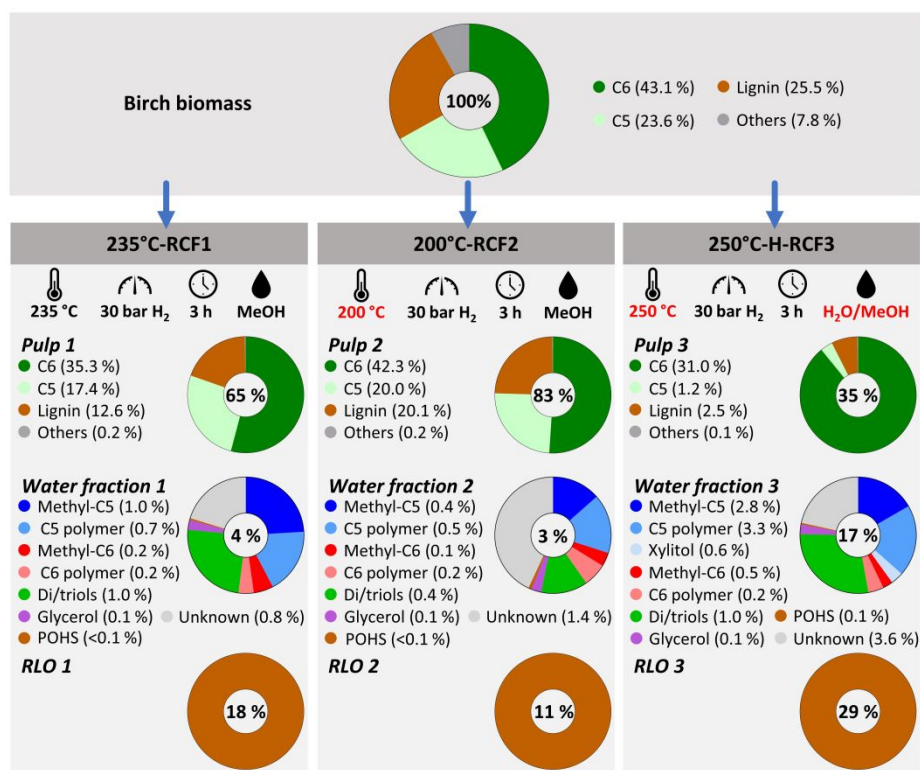 Birch biomass
100%
C6 (43.1 %)
Lignin (25.5 %)
C5 (23.6 %)
Others (7.8 %)
235°C-RCF1
235 °C
30 bar H₂
3 h
MeOH
Pulp 1
C6 (35.3 %)
C5 (17.4 %)
Lignin (12.6 %)
Others (0.2 %)
65 %
Water fraction 1
Methyl-C5 (1.0 %)
C5 polymer (0.7 %)
Methyl-C6 (0.2 %)
C6 polymer (0.2 %)
Di/triols (1.0 %)
Glycerol (0.1 %)
Unknown (0.8 %)
POHS (<0.1 %)
4 %
RLO 1
18 %
200°C-RCF2
200 °C
30 bar H₂
3 h
MeOH
Pulp 2
C6 (42.3 %)
C5 (20.0 %)
Lignin (20.1 %)
Others (0.2 %)
83 %
Water fraction 2
Methyl-C5 (0.4 %)
C5 polymer (0.5 %)
Methyl-C6 (0.1 %)
C6 polymer (0.2 %)
Di/triols (0.4 %)
Glycerol (0.1 %)
Unknown (1.4 %)
POHS (<0.1 %)
3 %
RLO 2
11 %
250°C-H-RCF3
250 °C
30 bar H₂
3 h
H₂O/MeOH
Pulp 3
C6 (31.0 %)
C5 (1.2 %)
Lignin (2.5 %)
Others (0.1 %)
35 %
Water fraction 3
Methyl-C5 (2.8 %)
C5 polymer (3.3 %)
Xylitol (0.6 %)
Methyl-C6 (0.5 %)
C6 polymer (0.2 %)
Di/triols (1.0 %)
POHS (0.1 %)
Glycerol (0.1 %)
Unknown (3.6 %)
17 %
RLO 3
29 %